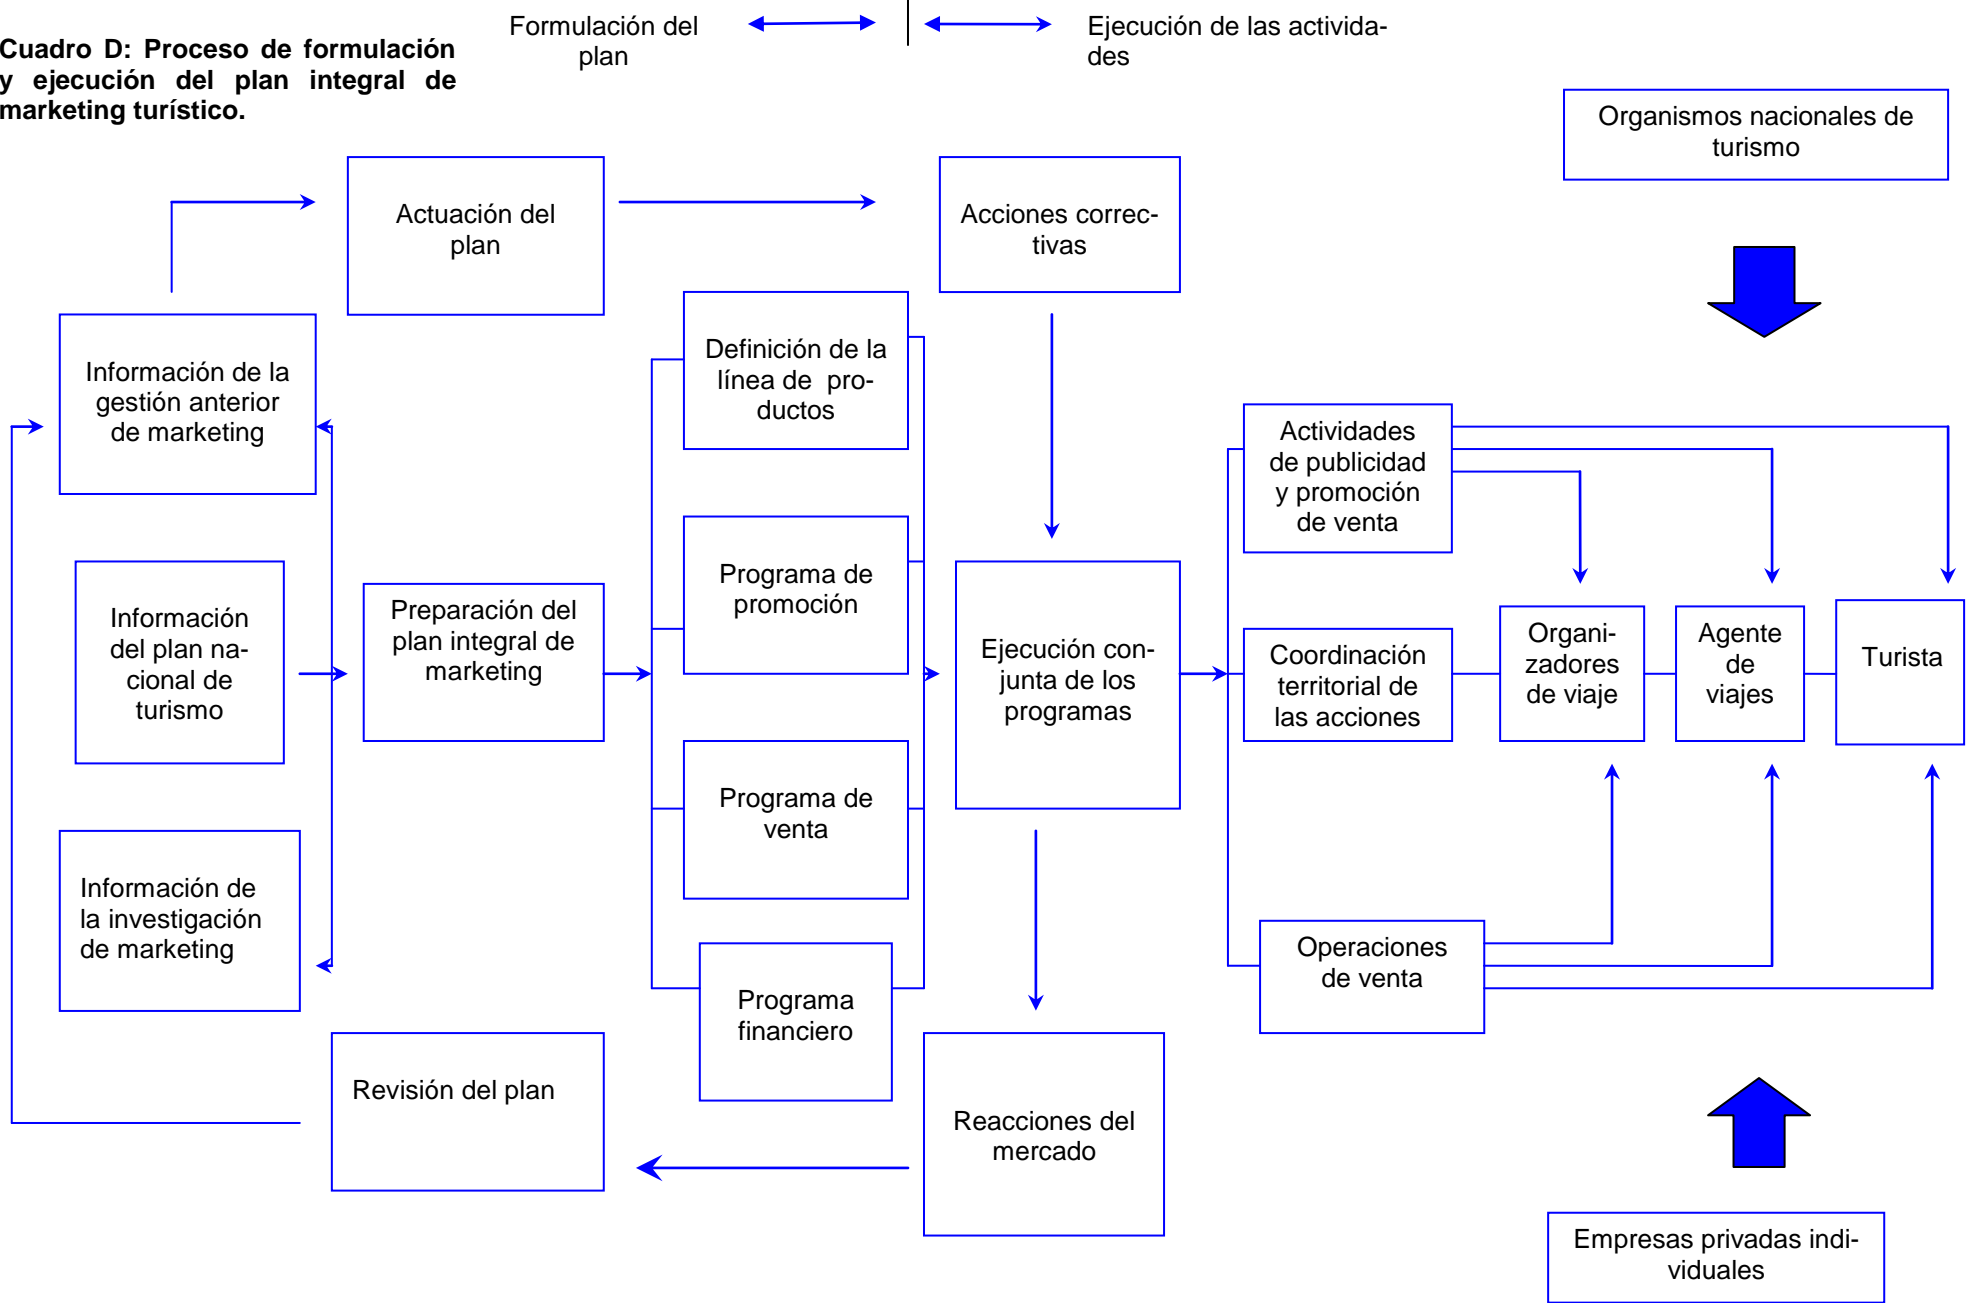 Cuadro D: Proceso de formulación
y ejecución del plan integral de
marketing turístico.
Formulación del
plan
Ejecución de las activida-
des
Organismos nacionales de
turismo
Actuación del
plan
Acciones correc-
tivas
Información de la
gestión anterior
de marketing
Definición de la
línea de pro-
ductos
Actividades
de publicidad
y promoción
de venta
Información
del plan na-
cional de
turismo
Preparación del
plan integral de
marketing
Programa de
promoción
Ejecución con-
junta de los
programas
Coordinación
territorial de
las acciones
Organi-
zadores
de viaje
Agente
de
viajes
Turista
Programa de
venta
Información de
la investigación
de marketing
Operaciones
de venta
Programa
financiero
Revisión del plan
Reacciones del
mercado
Empresas privadas indi-
viduales